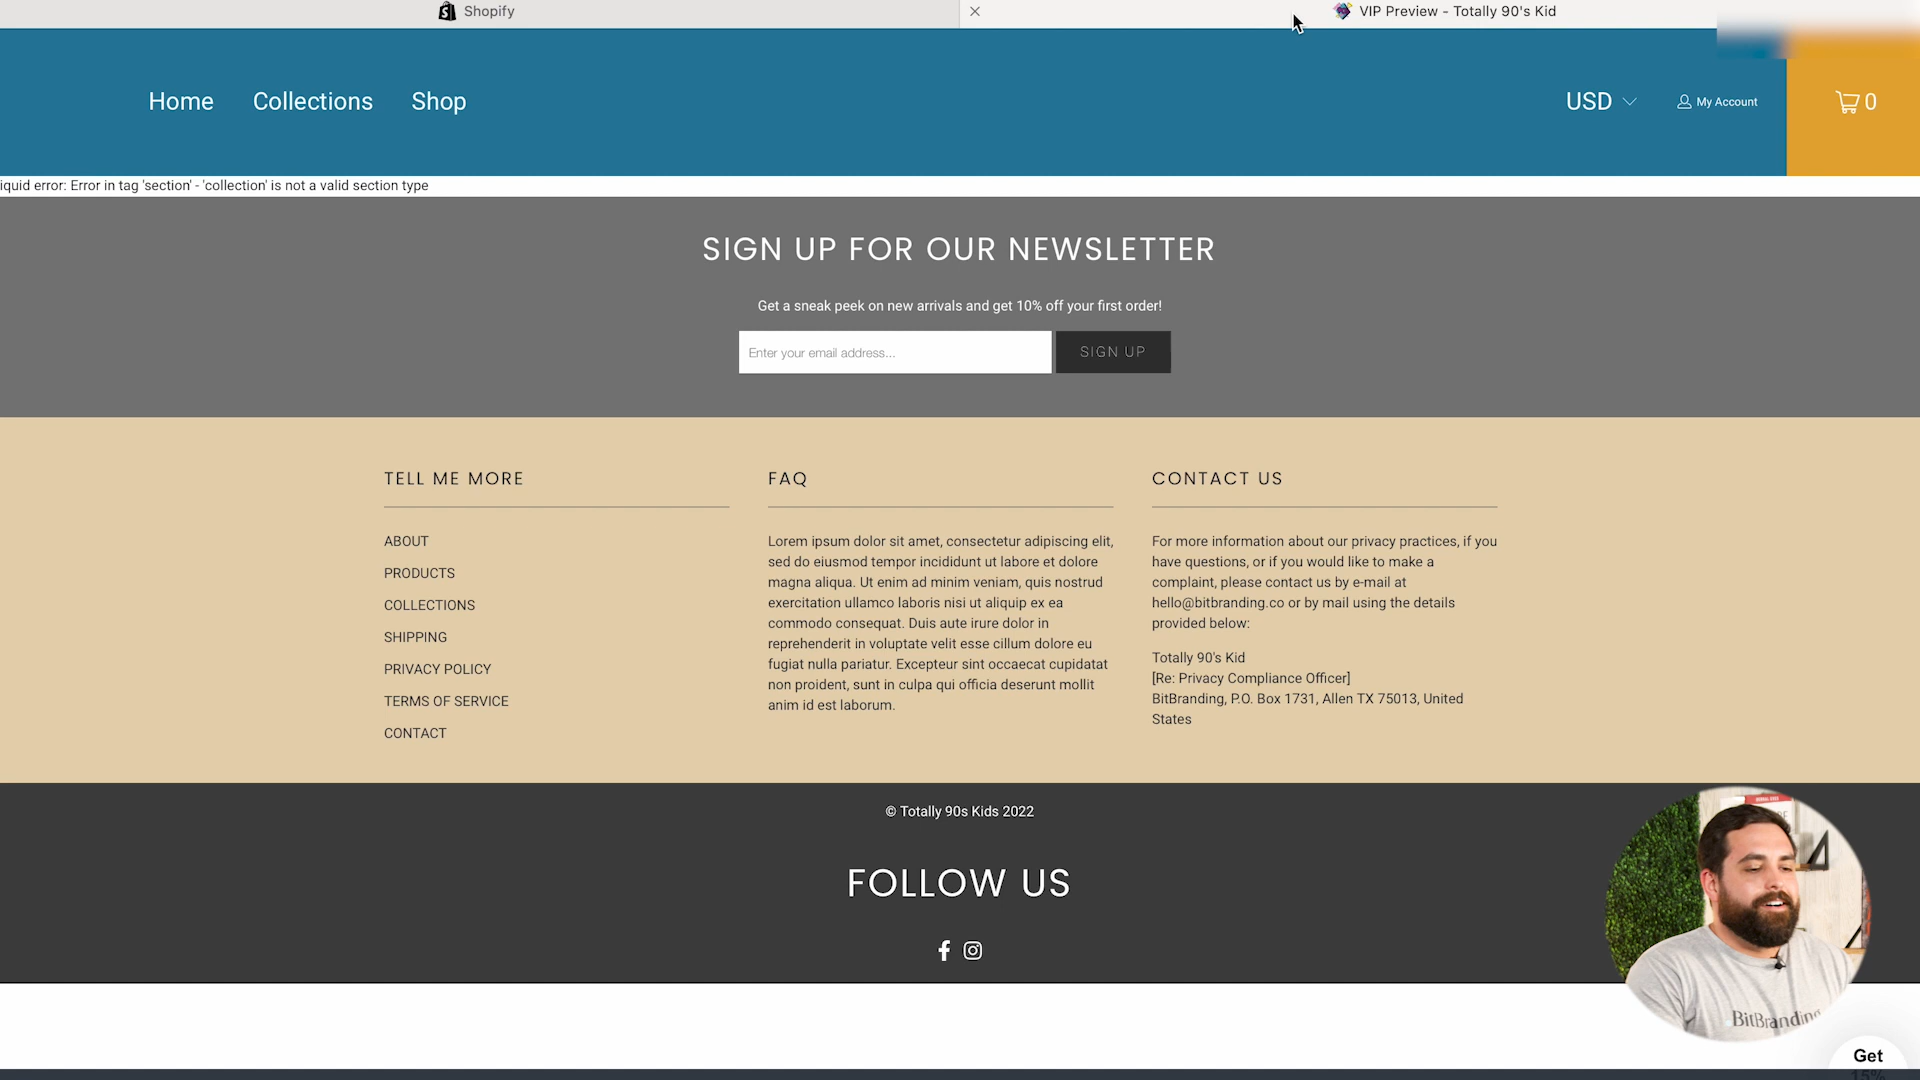 Shopify
VIP Preview - Totally 90's Kid
Home Collections Shop
USD
My Account
0
iquid error: Error in tag 'section' - 'collection' is not a valid section type
SIGN UP FOR OUR NEWSLETTER
Get a sneak peek on new arrivals and get 10% off your first order!
Enter your email address...
SIGN UP
TELL ME MORE
ABOUT
PRODUCTS
COLLECTIONS
SHIPPING
PRIVACY POLICY
TERMS OF SERVICE
CONTACT
FAQ
Lorem ipsum dolor sit amet, consectetur adipiscing elit,
sed do eiusmod tempor incididunt ut labore et dolore
magna aliqua. Ut enim ad minim veniam, quis nostrud
exercitation ullamco laboris nisi ut aliquip ex ea
commodo consequat. Duis aute irure dolor in
reprehenderit in voluptate velit esse cillum dolore eu
fugiat nulla pariatur. Excepteur sint occaecat cupidatat
non proident, sunt in culpa qui officia deserunt mollit
anim id est laborum.
CONTACT US
For more information about our privacy practices, if you
have questions, or if you would like to make a
complaint, please contact us by e-mail at
hello@bitbranding.co or by mail using the details
provided below:
Totally 90's Kid
[Re: Privacy Compliance Officer]
BitBranding, P.O. Box 1731, Allen TX 75013, United
States
© Totally 90s Kids 2022
FOLLOW US
BitBranding
Get
15%